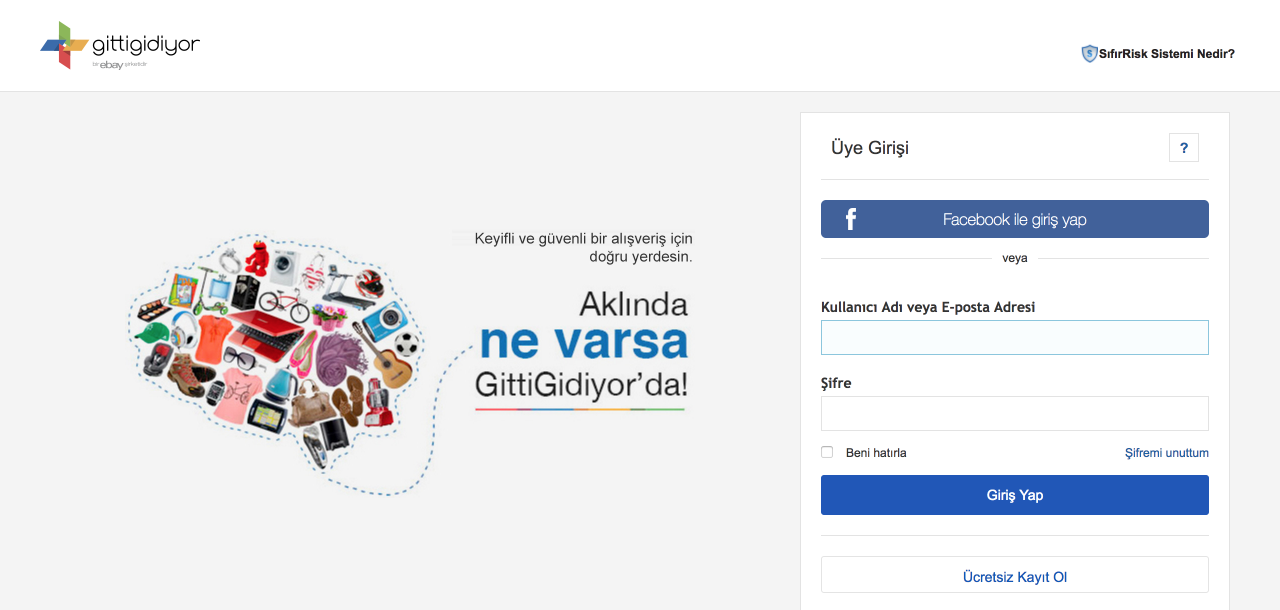 gittigidiyor
bir ebay şirketidir
SıfırRisk Sistemi Nedir?
Keyifli ve güvenli bir alışveriş için
doğru yerdesin.
Aklında
ne varsa
GittiGidiyor'da!
Üye Girişi
?
Facebook ile giriş yap
veya
Kullanıcı Adı veya E-posta Adresi
Şifre
Beni hatırla
Şifremi unuttum
Giriş Yap
Ücretsiz Kayıt Ol